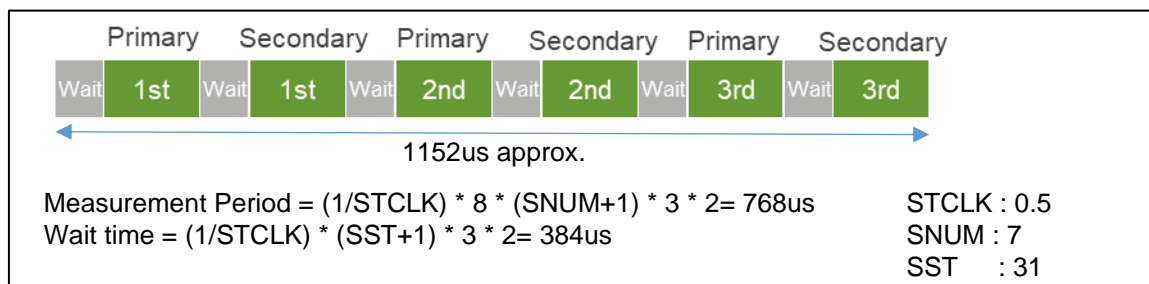 Primary Secondary Primary Secondary Primary Secondary
Wait 1st Wait 1st Wait 2nd Wait 2nd Wait 3rd Wait 3rd
1152us approx.
Measurement Period = (1/STCLK) * 8 * (SNUM+1) * 3 * 2= 768us
Wait time = (1/STCLK) * (SST+1) * 3 * 2= 384us
STCLK : 0.5
SNUM : 7
SST : 31